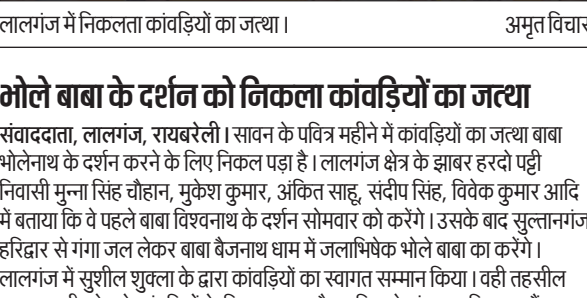 लालगंज में निकलता कांवड़ियों का जत्था।
अमृत विचार
भोले बाबा के दर्शन को निकला कांवड़ियों का जत्था
संवाददाता, लालगंज, रायबरेली। सावन के पवित्र महीने में कांवड़ियों का जत्था बाबा
भोलेनाथ के दर्शन करने के लिए निकल पड़ा है। लालगंज क्षेत्र के झाबर हरदो पट्टी
निवासी मुन्ना सिंह चौहान, मुकेश कुमार, अंकित साहू, संदीप सिंह, विवेक कुमार आदि
में बताया कि वे पहले बाबा विश्वनाथ के दर्शन सोमवार को करेंगे। उसके बाद सुल्तानगंज
हरिद्वार से गंगा जल लेकर बाबा बैजनाथ धाम में जलाभिषेक भोले बाबा का करेंगे।
लालगंज में सुशील शुक्ला के द्वारा कांवड़ियों का स्वागत सम्मान किया। वही तहसील